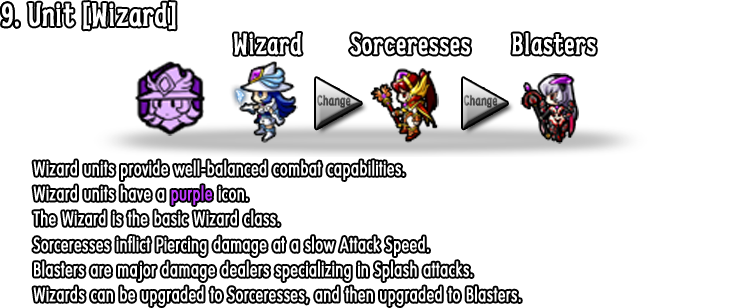 9. Unit [Wizard]
Wizard Sorceresses Blasters
Change Change
Wizard units provide well-balanced combat capabilities.
Wizard units have a purple icon.
The Wizard is the basic Wizard class.
Sorceresses inflict Piercing damage at a slow Attack Speed.
Blasters are major damage dealers specializing in Splash attacks.
Wizards can be upgraded to Sorceresses, and then upgraded to Blasters.